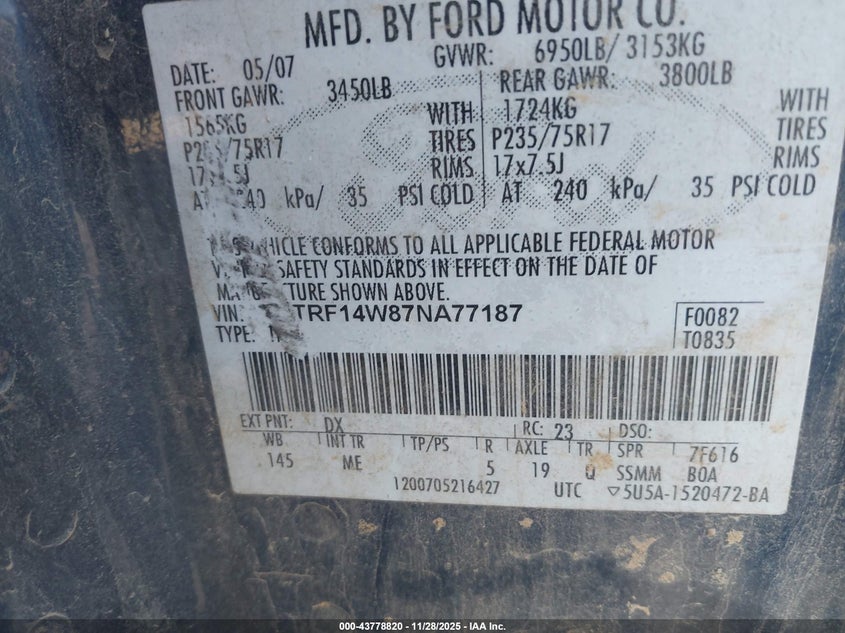 MFD. BY FORD MOTOR CO.
DATE: 05/07 GVWR: 6950LB/ 3153KG
FRONT GAWR: 3450LB REAR GAWR: 3800LB
1565KG WITH 1724KG WITH
/75R17 TIRES P235/75R17 TIRES
RIMS 17x7.5J RIMS
kPa/ 35 PSI COLD AT 240 kPa/ 35 PSI COLD
CONFORMS TO ALL APPLICABLE FEDERAL MOTOR
SAFETY STANDARDS IN EFFECT ON THE DATE OF
SHOWN ABOVE.
VIN: TRF14W87NA77187 F0082
TYPE: T0835
EXT PNT: DX RC: 23 DSO:
WB INT TR TP/PS R AXLE TR SPR 7F616
145 ME 5 19 Q SSMM BOA
1200705216427 UTC ▽5U5A-1520472-BA
000-43778820 | 11/28/2025 - IAA Inc.